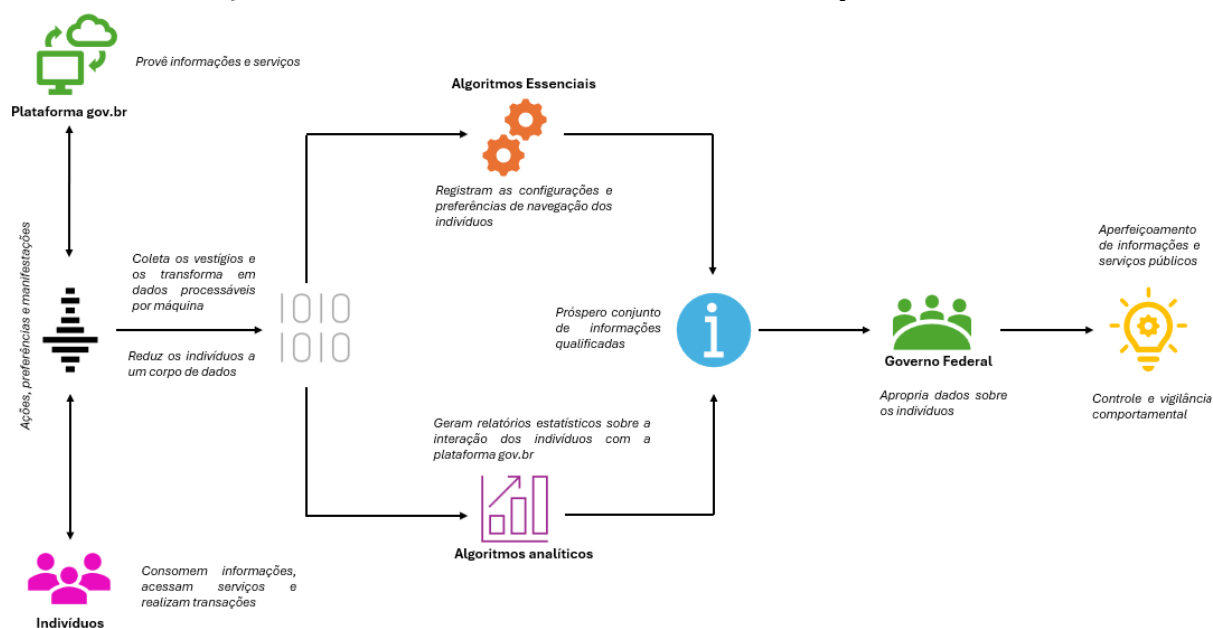 Provê informações e serviços
Plataforma gov.br
Ações, preferências e manifestações
Coleta os vestígios e
os transforma em
dados processáveis
por máquina
Reduz os indivíduos a
um corpo de dados
Consomem informações,
acessam serviços e
realizam transações
Indivíduos
1010
1010
Algoritmos Essenciais
Registram as configurações e
preferências de navegação dos
indivíduos
Geram relatórios estatísticos sobre a
interação dos indivíduos com a
plataforma gov.br
Algoritmos analíticos
Próspero conjunto
de informações
qualificadas
i
Governo Federal
Apropria dados sobre
os indivíduos
Aperfeiçoamento
de informações e
serviços públicos
Controle e vigilância
comportamental